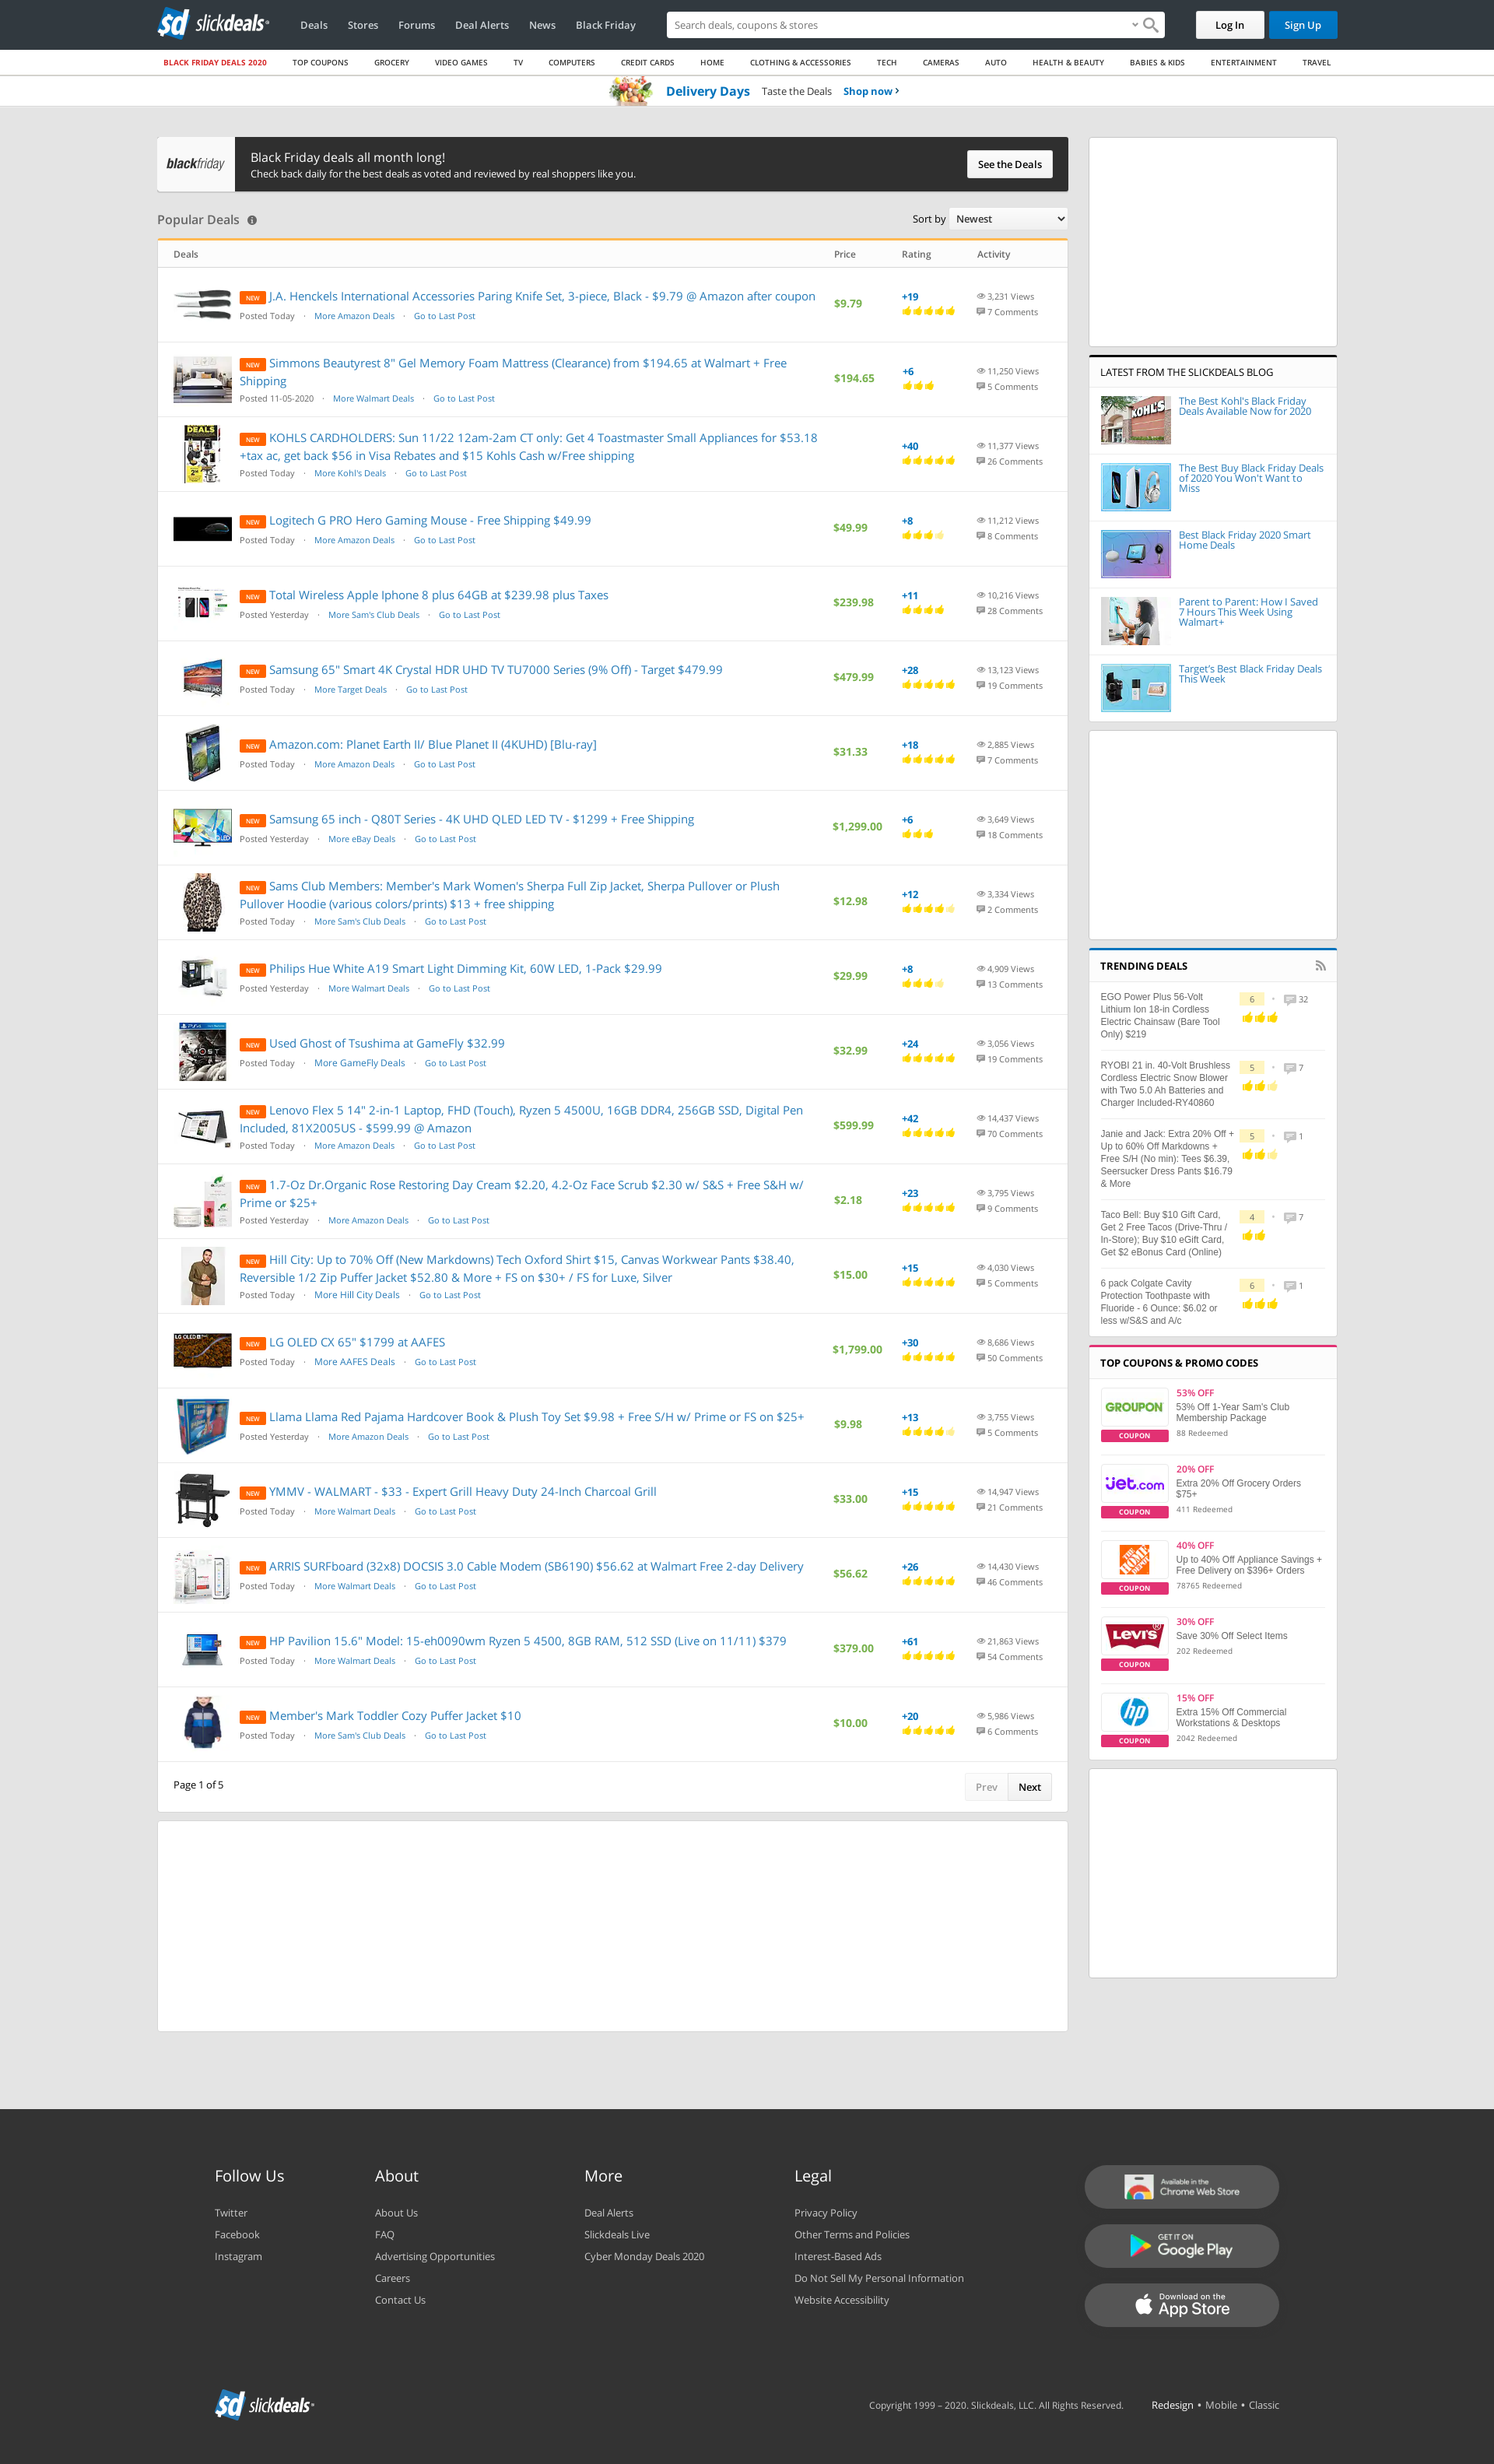 sd slickdeals
Deals Stores Forums Deal Alerts News Black Friday
Search deals, coupons & stores
Log In Sign Up
BLACK FRIDAY DEALS 2020 TOP COUPONS GROCERY VIDEO GAMES TV COMPUTERS CREDIT CARDS HOME CLOTHING & ACCESSORIES TECH CAMERAS AUTO HEALTH & BEAUTY BABIES & KIDS ENTERTAINMENT TRAVEL
Delivery Days Taste the Deals Shop now ›
blackfriday
Black Friday deals all month long!
Check back daily for the best deals as voted and reviewed by real shoppers like you.
See the Deals
Popular Deals
Sort by Newest
Deals Price Rating Activity
NEW J.A. Henckels International Accessories Paring Knife Set, 3-piece, Black - $9.79 @ Amazon after coupon
Posted Today · More Amazon Deals · Go to Last Post
$9.79
+19
3,231 Views
7 Comments
NEW Simmons Beautyrest 8" Gel Memory Foam Mattress (Clearance) from $194.65 at Walmart + Free
Shipping
Posted 11-05-2020 · More Walmart Deals · Go to Last Post
$194.65
+6
11,250 Views
5 Comments
DEALS
NEW KOHLS CARDHOLDERS: Sun 11/22 12am-2am CT only: Get 4 Toastmaster Small Appliances for $53.18
+tax ac, get back $56 in Visa Rebates and $15 Kohls Cash w/Free shipping
Posted Today · More Kohl's Deals · Go to Last Post
+40
11,377 Views
26 Comments
NEW Logitech G PRO Hero Gaming Mouse - Free Shipping $49.99
Posted Today · More Amazon Deals · Go to Last Post
$49.99
+8
11,212 Views
8 Comments
NEW Total Wireless Apple Iphone 8 plus 64GB at $239.98 plus Taxes
Posted Yesterday · More Sam's Club Deals · Go to Last Post
$239.98
+11
10,216 Views
28 Comments
NEW Samsung 65" Smart 4K Crystal HDR UHD TV TU7000 Series (9% Off) - Target $479.99
Posted Today · More Target Deals · Go to Last Post
$479.99
+28
13,123 Views
19 Comments
NEW Amazon.com: Planet Earth II/ Blue Planet II (4KUHD) [Blu-ray]
Posted Today · More Amazon Deals · Go to Last Post
$31.33
+18
2,885 Views
7 Comments
NEW Samsung 65 inch - Q80T Series - 4K UHD QLED LED TV - $1299 + Free Shipping
Posted Yesterday · More eBay Deals · Go to Last Post
$1,299.00
+6
3,649 Views
18 Comments
NEW Sams Club Members: Member's Mark Women's Sherpa Full Zip Jacket, Sherpa Pullover or Plush
Pullover Hoodie (various colors/prints) $13 + free shipping
Posted Today · More Sam's Club Deals · Go to Last Post
$12.98
+12
3,334 Views
2 Comments
NEW Philips Hue White A19 Smart Light Dimming Kit, 60W LED, 1-Pack $29.99
Posted Yesterday · More Walmart Deals · Go to Last Post
$29.99
+8
4,909 Views
13 Comments
PS4
GHOST
NEW Used Ghost of Tsushima at GameFly $32.99
Posted Today · More GameFly Deals · Go to Last Post
$32.99
+24
3,056 Views
19 Comments
NEW Lenovo Flex 5 14" 2-in-1 Laptop, FHD (Touch), Ryzen 5 4500U, 16GB DDR4, 256GB SSD, Digital Pen
Included, 81X2005US - $599.99 @ Amazon
Posted Today · More Amazon Deals · Go to Last Post
$599.99
+42
14,437 Views
70 Comments
NEW 1.7-Oz Dr.Organic Rose Restoring Day Cream $2.20, 4.2-Oz Face Scrub $2.30 w/ S&S + Free S&H w/
Prime or $25+
Posted Yesterday · More Amazon Deals · Go to Last Post
$2.18
+23
3,795 Views
9 Comments
NEW Hill City: Up to 70% Off (New Markdowns) Tech Oxford Shirt $15, Canvas Workwear Pants $38.40,
Reversible 1/2 Zip Puffer Jacket $52.80 & More + FS on $30+ / FS for Luxe, Silver
Posted Today · More Hill City Deals · Go to Last Post
$15.00
+15
4,030 Views
5 Comments
LG OLED
NEW LG OLED CX 65" $1799 at AAFES
Posted Today · More AAFES Deals · Go to Last Post
$1,799.00
+30
8,686 Views
50 Comments
NEW Llama Llama Red Pajama Hardcover Book & Plush Toy Set $9.98 + Free S/H w/ Prime or FS on $25+
Posted Yesterday · More Amazon Deals · Go to Last Post
$9.98
+13
3,755 Views
5 Comments
NEW YMMV - WALMART - $33 - Expert Grill Heavy Duty 24-Inch Charcoal Grill
Posted Today · More Walmart Deals · Go to Last Post
$33.00
+15
14,947 Views
21 Comments
NEW ARRIS SURFboard (32x8) DOCSIS 3.0 Cable Modem (SB6190) $56.62 at Walmart Free 2-day Delivery
Posted Today · More Walmart Deals · Go to Last Post
$56.62
+26
14,430 Views
46 Comments
NEW HP Pavilion 15.6" Model: 15-eh0090wm Ryzen 5 4500, 8GB RAM, 512 SSD (Live on 11/11) $379
Posted Today · More Walmart Deals · Go to Last Post
$379.00
+61
21,863 Views
54 Comments
NEW Member's Mark Toddler Cozy Puffer Jacket $10
Posted Today · More Sam's Club Deals · Go to Last Post
$10.00
+20
5,986 Views
6 Comments
Page 1 of 5
Prev Next
LATEST FROM THE SLICKDEALS BLOG
KOHL'S
The Best Kohl's Black Friday
Deals Available Now for 2020
The Best Buy Black Friday Deals
of 2020 You Won't Want to
Miss
Best Black Friday 2020 Smart
Home Deals
Parent to Parent: How I Saved
7 Hours This Week Using
Walmart+
Target's Best Black Friday Deals
This Week
TRENDING DEALS
EGO Power Plus 56-Volt
Lithium Ion 18-in Cordless
Electric Chainsaw (Bare Tool
Only) $219
6 • 32
RYOBI 21 in. 40-Volt Brushless
Cordless Electric Snow Blower
with Two 5.0 Ah Batteries and
Charger Included-RY40860
5 • 7
Janie and Jack: Extra 20% Off +
Up to 60% Off Markdowns +
Free S/H (No min): Tees $6.39,
Seersucker Dress Pants $16.79
& More
5 • 1
Taco Bell: Buy $10 Gift Card,
Get 2 Free Tacos (Drive-Thru /
In-Store); Buy $10 eGift Card,
Get $2 eBonus Card (Online)
4 • 7
6 pack Colgate Cavity
Protection Toothpaste with
Fluoride - 6 Ounce: $6.02 or
less w/S&S and A/c
6 • 1
TOP COUPONS & PROMO CODES
GROUPON
COUPON
53% OFF
53% Off 1-Year Sam's Club
Membership Package
88 Redeemed
jet.com
COUPON
20% OFF
Extra 20% Off Grocery Orders
$75+
411 Redeemed
THE HOME DEPOT
COUPON
40% OFF
Up to 40% Off Appliance Savings +
Free Delivery on $396+ Orders
78765 Redeemed
LEVI'S®
COUPON
30% OFF
Save 30% Off Select Items
202 Redeemed
hp
COUPON
15% OFF
Extra 15% Off Commercial
Workstations & Desktops
2042 Redeemed
Follow Us
Twitter
Facebook
Instagram
About
About Us
FAQ
Advertising Opportunities
Careers
Contact Us
More
Deal Alerts
Slickdeals Live
Cyber Monday Deals 2020
Legal
Privacy Policy
Other Terms and Policies
Interest-Based Ads
Do Not Sell My Personal Information
Website Accessibility
Available in the
Chrome Web Store
GET IT ON
Google Play
Download on the
App Store
sd slickdeals
Copyright 1999 – 2020. Slickdeals, LLC. All Rights Reserved.
Redesign • Mobile • Classic